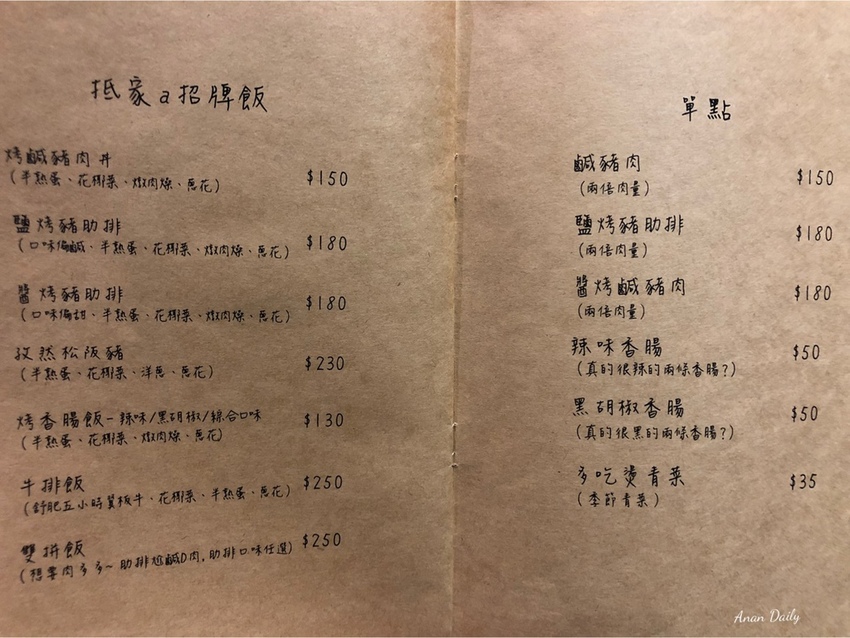 抵家a招牌飯
烤鹹豬肉丼 $150
(半熟蛋、花椰菜、燉肉燥、蔥花)
鹽烤豬肋排 $180
(口味偏鹹、半熟蛋、花椰菜、燉肉燥、蔥花)
醬烤豬肋排 $180
(口味偏甜、半熟蛋、花椰菜、燉肉燥、蔥花)
孜然松阪豬 $230
(半熟蛋、花椰菜、洋蔥、蔥花)
烤香腸飯-辣味/黑胡椒/綜合口味 $130
(半熟蛋、花椰菜、燉肉燥、蔥花)
牛排飯 $250
(舒肥五小時翼板牛、花椰菜、半熟蛋、蔥花)
雙拼飯 $250
(想要肉多多~肋排尬鹹D肉,肋排口味任選)
單點
鹹豬肉 $150
(兩倍肉量)
鹽烤豬肋排 $180
(兩倍肉量)
醬烤鹹豬肉 $180
(兩倍肉量)
辣味香腸 $50
(真的很辣的兩條香腸?)
黑胡椒香腸 $50
(真的很黑的兩條香腸?)
多吃燙青菜 $35
(季節青菜)
Anan Daily